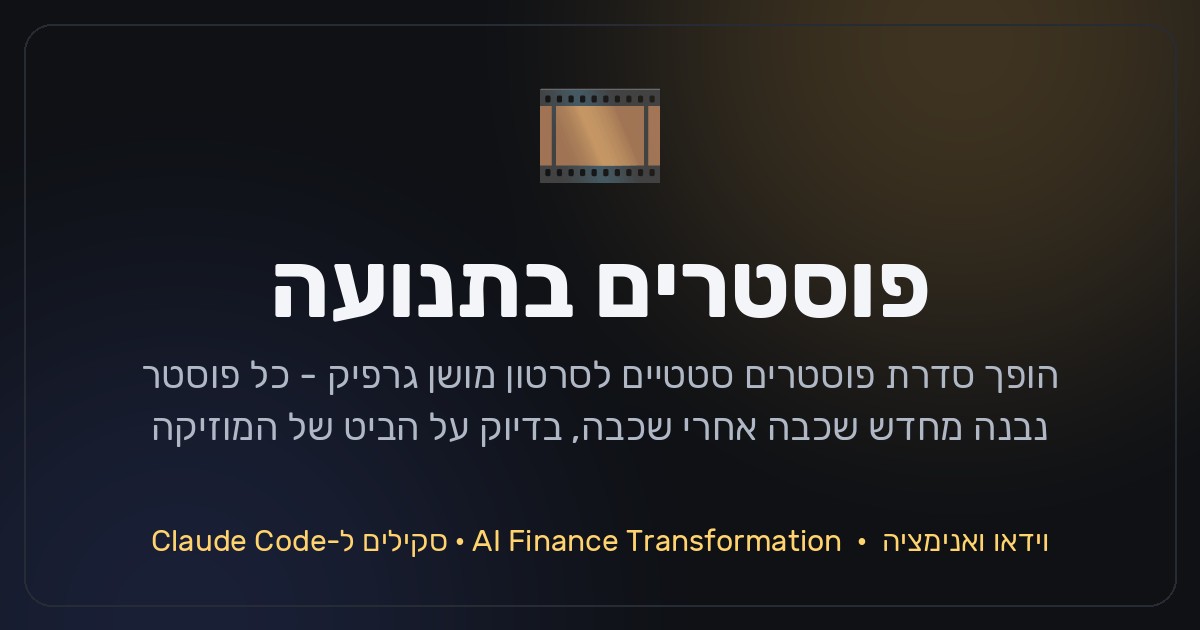 פוסטרים בתנועה
הופך סדרת פוסטרים סטטיים לסרטון מושן גרפיק - כל פוסטר
נבנה מחדש שכבה אחרי שכבה, בדיוק על הביט של המוזיקה
וידאו ואנימציה • AI Finance Transformation • סקילים ל-Claude Code